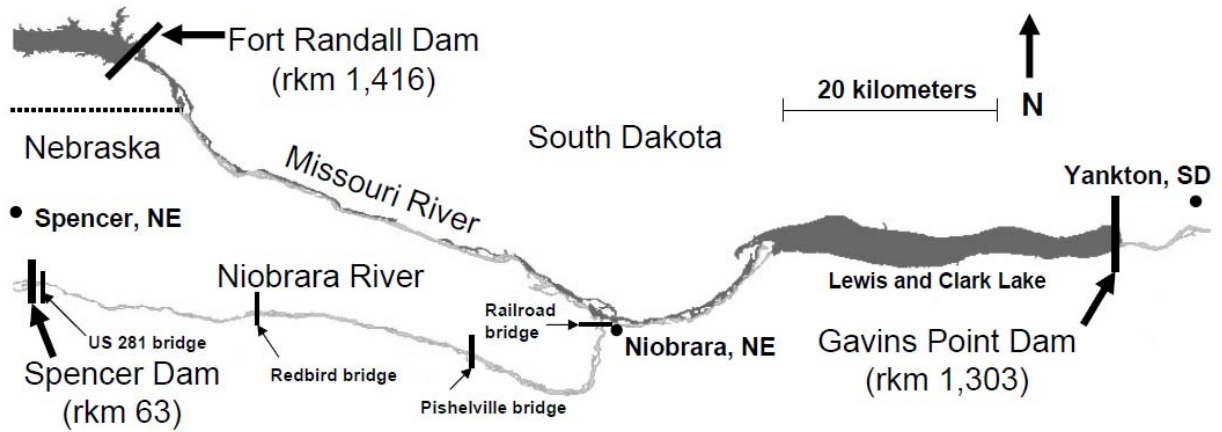 Fort Randall Dam
(rkm 1,416)
20 kilometers
N
South Dakota
Nebraska
Missouri River
Yankton, SD
Spencer, NE
Niobrara River
Lewis and Clark Lake
Railroad
bridge
Niobrara, NE
US 281 bridge
Gavins Point Dam
(rkm 1,303)
Spencer Dam
(rkm 63)
Redbird bridge
Pishelville bridge